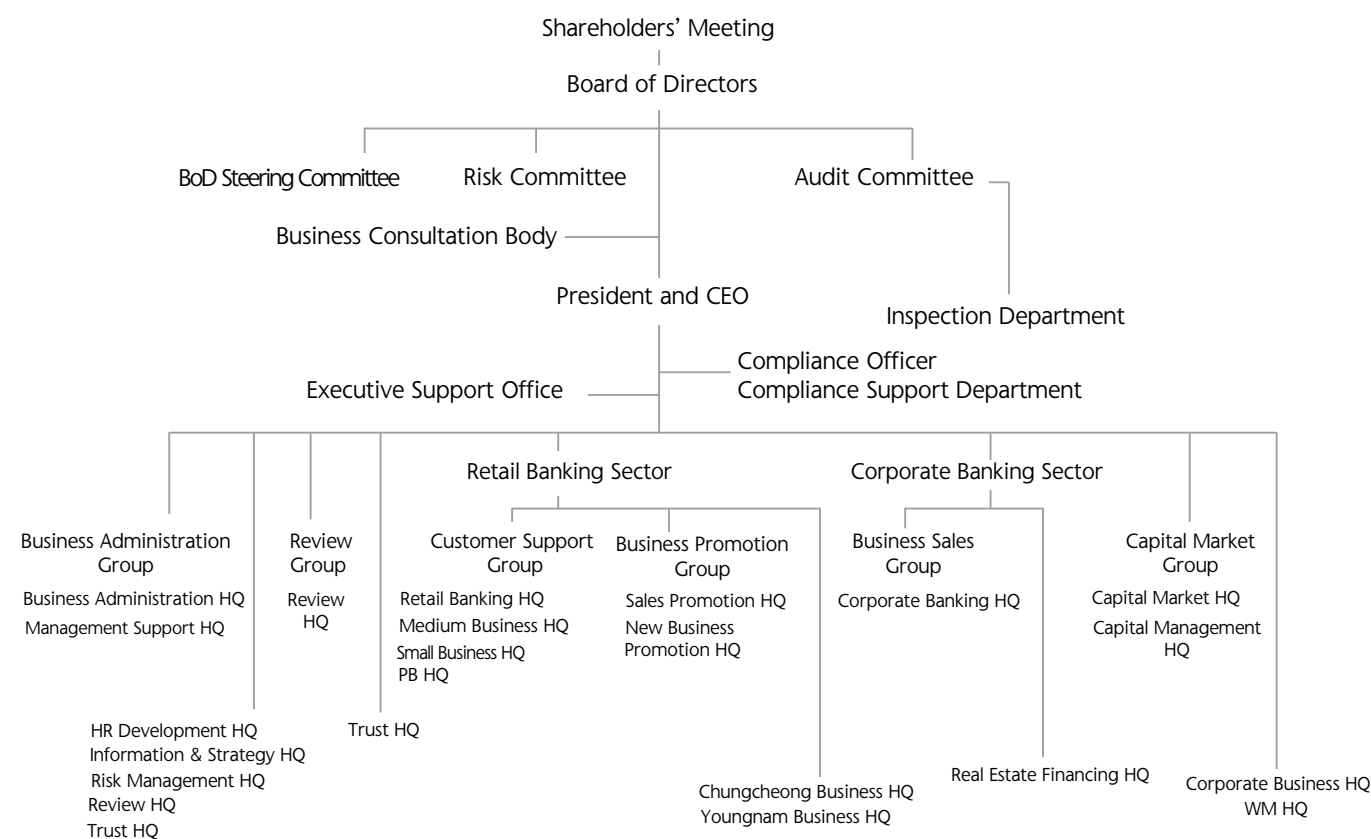 Shareholders’ Meeting
Board of Directors
BoD Steering Committee
Risk Committee
Audit Committee
Business Consultation Body
President and CEO
Inspection Department
Compliance Officer
Executive Support Office
Compliance Support Department
Retail Banking Sector
Corporate Banking Sector
Business Administration
Group
Business Administration HQ
Management Support HQ
Review
Group
Review
HQ
Customer Support
Group
Retail Banking HQ
Medium Business HQ
Small Business HQ
PB HQ
Business Promotion
Group
Sales Promotion HQ
New Business
Promotion HQ
Business Sales
Group
Corporate Banking HQ
Capital Market
Group
Capital Market HQ
Capital Management
HQ
HR Development HQ
Information & Strategy HQ
Risk Management HQ
Review HQ
Trust HQ
Trust HQ
Chungcheong Business HQ
Youngnam Business HQ
Real Estate Financing HQ
Corporate Business HQ
WM HQ